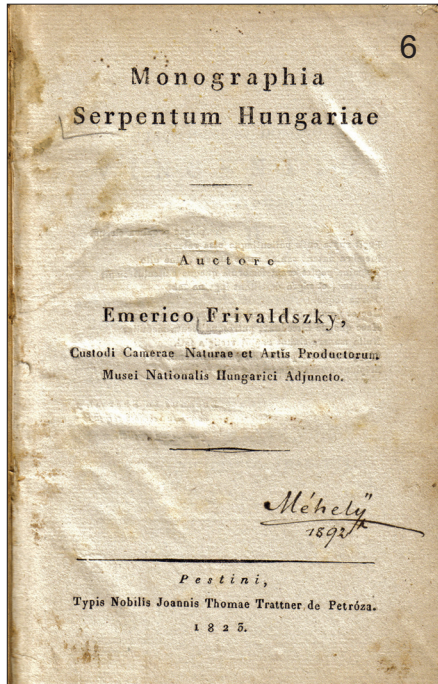 6
Monographia
Serpentum Hungariae
Auctore
Emerico Frivaldszky,
Custodi Camerae Naturae et Artis Productorum
Musei Nationalis Hungarici Adjuncto.
Méhelÿ
1892
Pestini,
Typis Nobilis Joannis Thomae Trattner de Petróza.
1823.